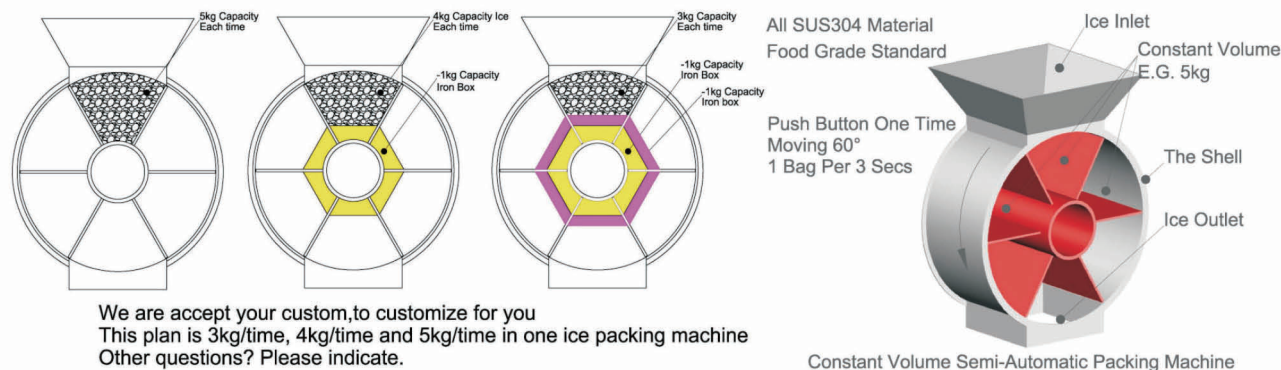 5kg Capacity
Each time
4kg Capacity Ice
Each time
-1kg Capacity
Iron Box
3kg Capacity
Each time
-1kg Capacity
Iron Box
-1kg Capacity
Iron box
We are accept your custom,to customize for you
This plan is 3kg/time, 4kg/time and 5kg/time in one ice packing machine
Other questions? Please indicate.
All SUS304 Material
Food Grade Standard
Push Button One Time
Moving 60°
1 Bag Per 3 Secs
Ice Inlet
Constant Volume
E.G. 5kg
The Shell
Ice Outlet
Constant Volume Semi-Automatic Packing Machine